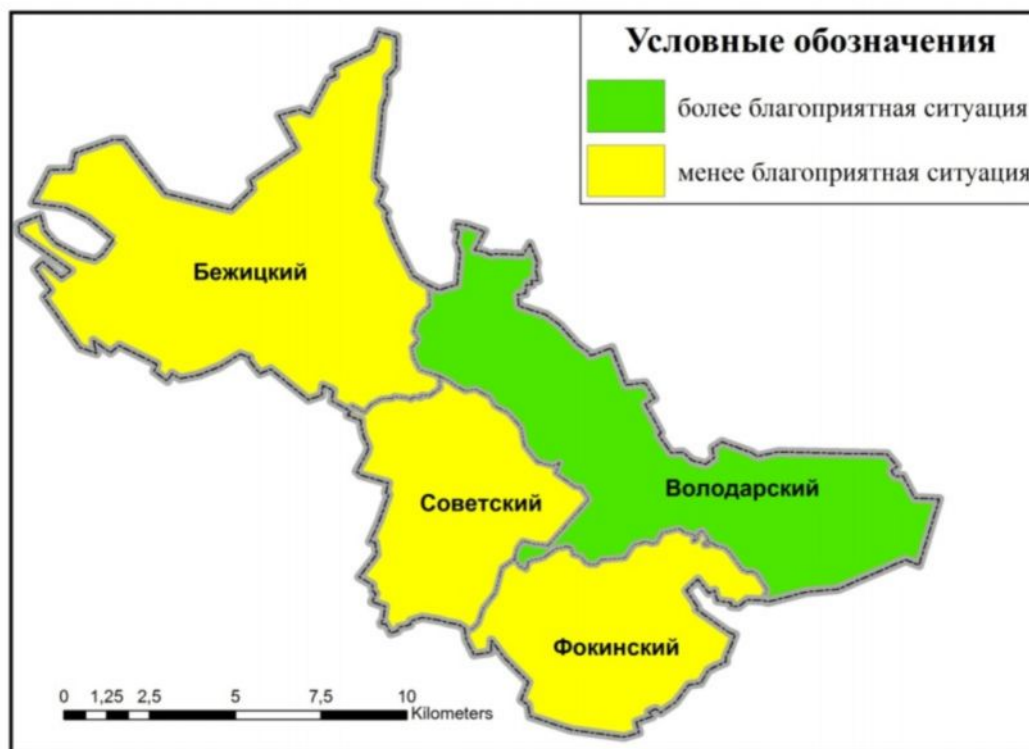 Условные обозначения
более благоприятная ситуация
менее благоприятная ситуация
Бежицкий
Володарский
Советский
Фокинский
0 1,25 2,5 5 7,5 10
Kilometers